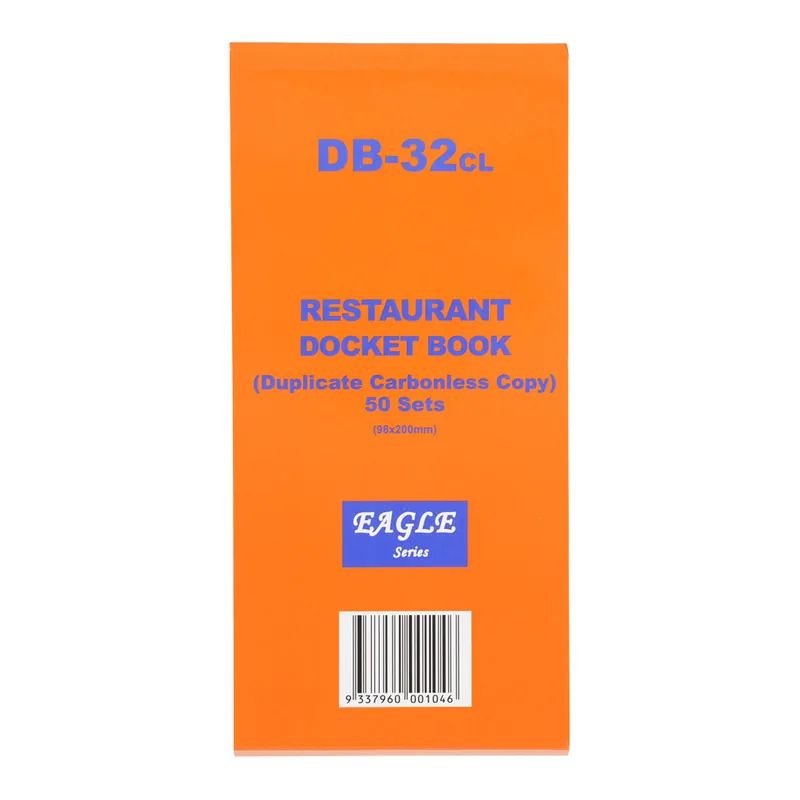 DB-32CL
RESTAURANT
DOCKET BOOK
(Duplicate Carbonless Copy)
50 Sets
(96x200mm)
EAGLE
Series
9 337960 001046